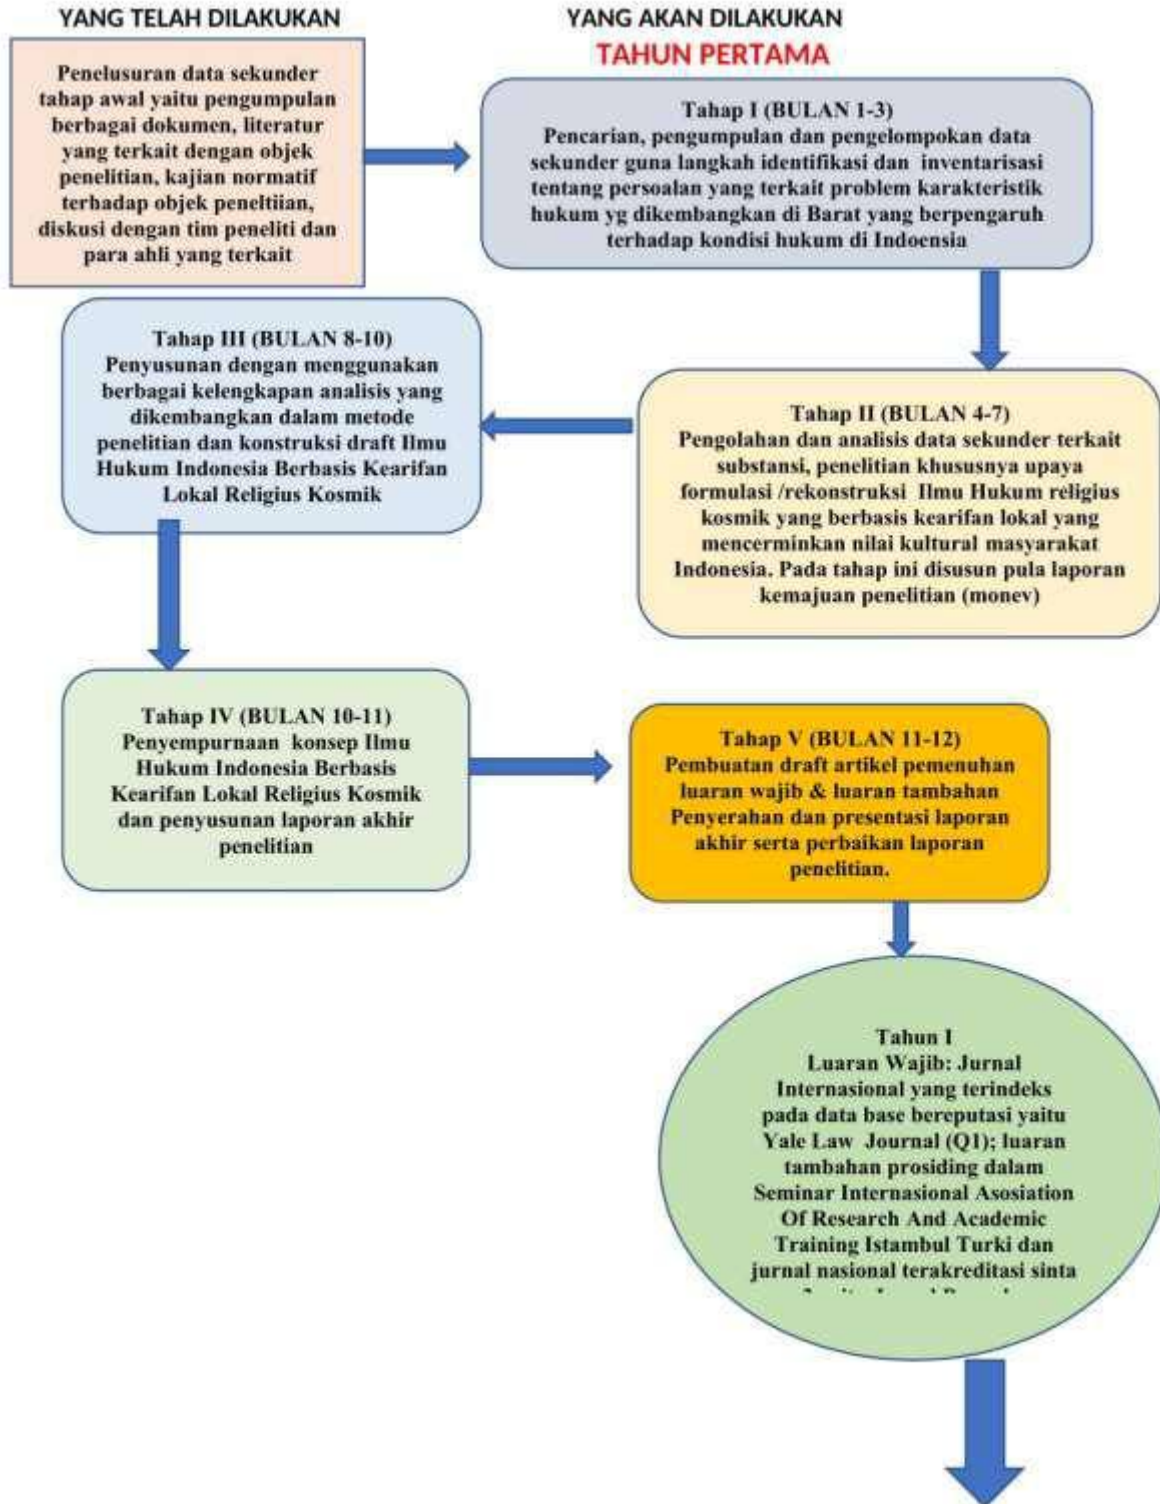 YANG TELAH DILAKUKAN
YANG AKAN DILAKUKAN
TAHUN PERTAMA
Penelusuran data sekunder
tahap awal yaitu pengumpulan
berbagai dokumen, literatur
yang terkait dengan objek
penelitian, kajian normatif
terhadap objek peneltiian,
diskusi dengan tim peneliti dan
para ahli yang terkait
Tahap I (BULAN 1-3)
Pencarian, pengumpulan dan pengelompokan data
sekunder guna langkah identifikasi dan inventarisasi
tentang persoalan yang terkait problem karakteristik
hukum yg dikembangkan di Barat yang berpengaruh
terhadap kondisi hukum di Indoensia
Tahap II (BULAN 4-7)
Pengolahan dan analisis data sekunder terkait
substansi, penelitian khususnya upaya
formulasi /rekonstruksi Ilmu Hukum religius
kosmik yang berbasis kearifan lokal yang
mencerminkan nilai kultural masyarakat
Indonesia. Pada tahap ini disusun pula laporan
kemajuan penelitian (monev)
Tahap III (BULAN 8-10)
Penyusunan dengan menggunakan
berbagai kelengkapan analisis yang
dikembangkan dalam metode
penelitian dan konstruksi draft Ilmu
Hukum Indonesia Berbasis Kearifan
Lokal Religius Kosmik
Tahap IV (BULAN 10-11)
Penyempurnaan konsep Ilmu
Hukum Indonesia Berbasis
Kearifan Lokal Religius Kosmik
dan penyusunan laporan akhir
penelitian
Tahap V (BULAN 11-12)
Pembuatan draft artikel pemenuhan
luaran wajib & luaran tambahan
Penyerahan dan presentasi laporan
akhir serta perbaikan laporan
penelitian.
Tahun I
Luaran Wajib: Jurnal
Internasional yang terindeks
pada data base bereputasi yaitu
Yale Law Journal (Q1); luaran
tambahan prosiding dalam
Seminar Internasional Asosiation
Of Research And Academic
Training Istambul Turki dan
jurnal nasional terakreditasi sinta